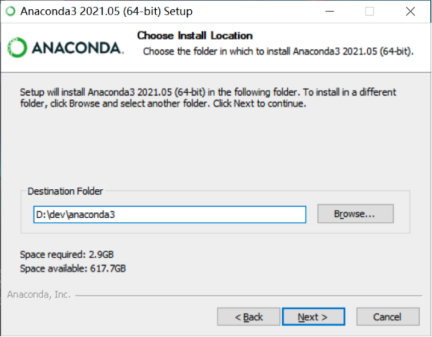 Anaconda3 2021.05 (64-bit) Setup
ANACONDA.
Choose Install Location
Choose the folder in which to install Anaconda3 2021.05 (64-bit).
Setup will install Anaconda3 2021.05 (64-bit) in the following folder. To install in a different
folder, click Browse and select another folder. Click Next to continue.
Destination Folder
D:\dev\anaconda3
Browse...
Space required: 2.9GB
Space available: 617.7GB
Anaconda, Inc.
< Back
Next >
Cancel